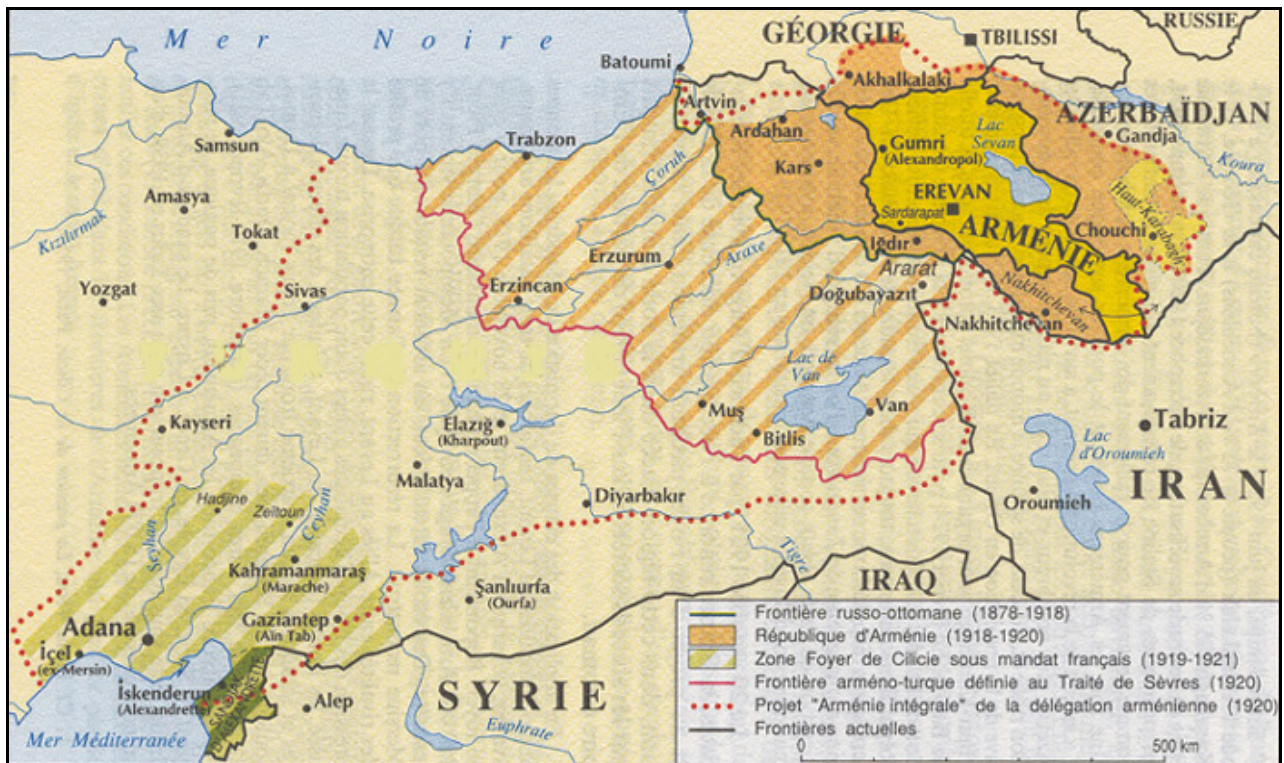 Mer Noire
GÉORGIE
RUSSIE
TBILISSI
Batoumi
Akhalkalaki
Artvin
AZERBAÏDJAN
Ardahan
Gandja
Samsun
Trabzon
Koura
Çoruh
Kars
Gumri
(Alexandropol)
Lac
Sevan
Amasya
Kızılırmak
Tokat
EREVAN
Sardarapat
ARMÉNIE
Haut-Karabagh
Chouchi
Iğdır
Erzurum
Araxe
Ararat
Yozgat
Sivas
Erzincan
Doğubayazıt
Nakhitchevan
Nakhitchevan
Lac de
Van
Kayseri
Elazığ
(Kharpout)
Muş
Van
Bitlis
Tabriz
Lac
d'Oroumieh
Malatya
Diyarbakır
Oroumieh
IRAN
Hadjine
Zeïtoun
Seyhan
Ceyhan
Tigre
Kahramanmaraş
(Marache)
Şanlıurfa
(Ourfa)
IRAQ
Gaziantep
(Aïn Tab)
Adana
İçel
(ex-Mersin)
İskenderun
(Alexandrette)
SANDJAK
D'ALEXANDRETTE
Alep
SYRIE
Euphrate
Mer Méditerranée
Frontière russo-ottomane (1878-1918)
République d'Arménie (1918-1920)
Zone Foyer de Cilicie sous mandat français (1919-1921)
Frontière arméno-turque définie au Traité de Sèvres (1920)
Projet "Arménie intégrale" de la délégation arménienne (1920)
Frontières actuelles
0 500 km